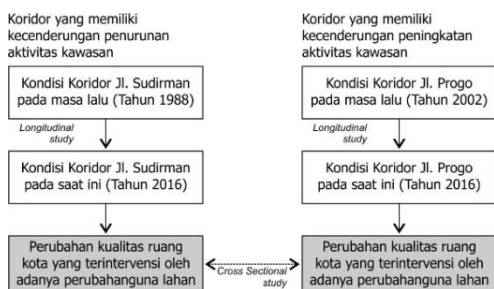 Koridor yang memiliki
kecenderungan penurunan
aktivitas kawasan
Kondisi Koridor Jl. Sudirman
pada masa lalu (Tahun 1988)
Longitudinal
study
Kondisi Koridor Jl. Sudirman
pada saat ini (Tahun 2016)
Perubahan kualitas ruang
kota yang terintervensi oleh
adanya perubahanguna lahan
Cross Sectional
study
Koridor yang memiliki
kecenderungan peningkatan
aktivitas kawasan
Kondisi Koridor Jl. Progo
pada masa lalu (Tahun 2002)
Longitudinal
study
Kondisi Koridor Jl. Progo
pada saat ini (Tahun 2016)
Perubahan kualitas ruang
kota yang terintervensi oleh
adanya perubahanguna lahan